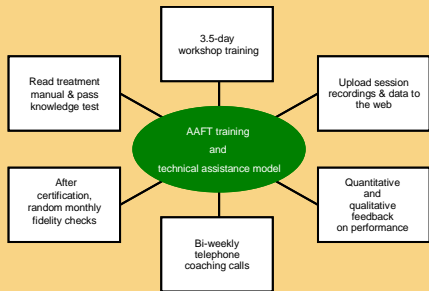 3.5-day
workshop training
Read treatment
manual & pass
knowledge test
Upload session
recordings & data to
the web
AAFT training
and
technical assistance model
After
certification,
random monthly
fidelity checks
Quantitative
and
qualitative
feedback
on performance
Bi-weekly
telephone
coaching calls